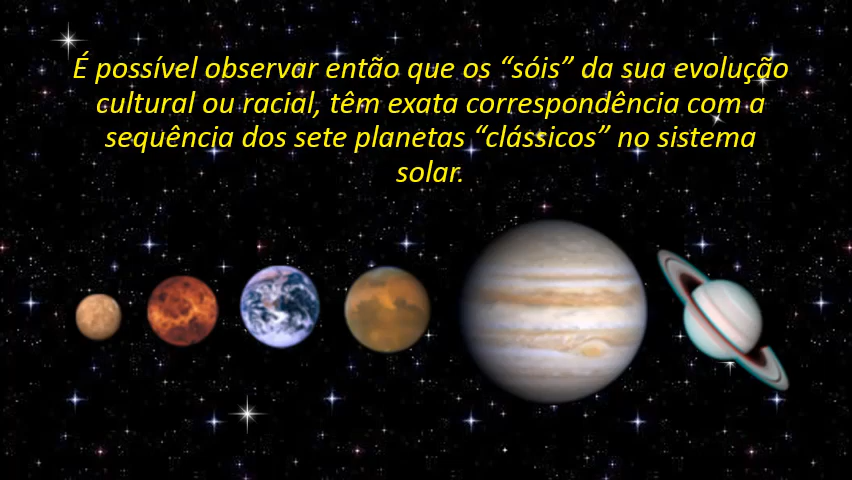 É possível observar então que os “sóis” da sua evolução
cultural ou racial, têm exata correspondência com a
sequência dos sete planetas “clássicos” no sistema
solar.